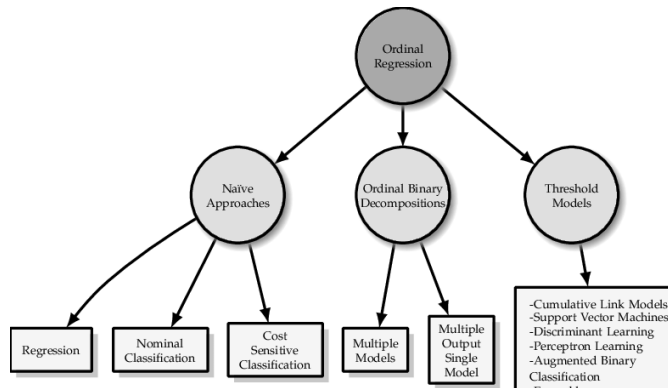 Ordinal
Regression
Naïve
Approaches
Ordinal Binary
Decompositions
Threshold
Models
Regression
Nominal
Classification
Cost
Sensitive
Classification
Multiple
Models
Multiple
Output
Single
Model
-Cumulative Link Models
-Support Vector Machines
-Discriminant Learning
-Perceptron Learning
-Augmented Binary
Classification